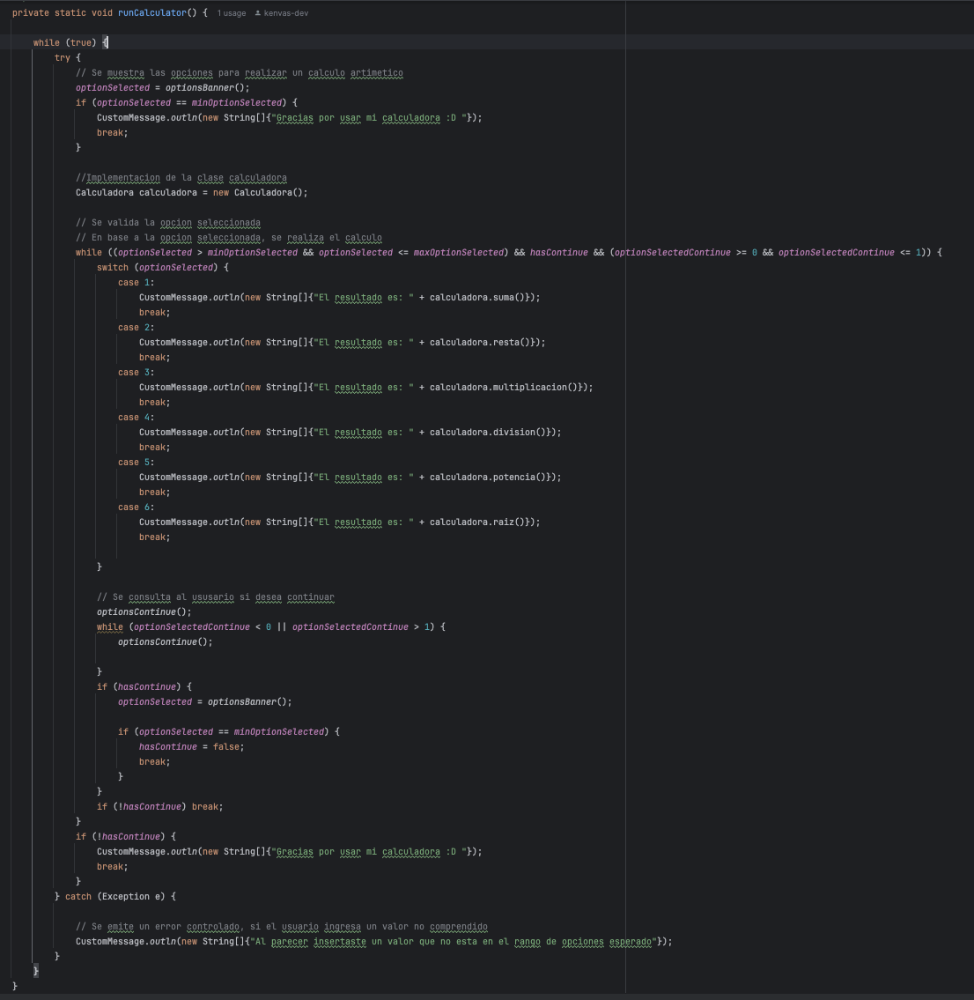 private static void runCalculator() { 1 usage kenvas-dev
while (true) {
try {
// Se muestra las opciones para realizar un calculo artimetico
optionSelected = optionsBanner();
if (optionSelected == minOptionSelected) {
CustomMessage.outln(new String[]{"Gracias por usar mi calculadora :D "});
break;
}
//Implementacion de la clase calculadora
Calculadora calculadora = new Calculadora();
// Se valida la opcion seleccionada
// En base a la opcion seleccionada, se realiza el calculo
while ((optionSelected > minOptionSelected && optionSelected <= maxOptionSelected) && hasContinue && (optionSelectedContinue >= 0 && optionSelectedContinue <= 1)) {
switch (optionSelected) {
case 1:
CustomMessage.outln(new String[]{"El resultado es: " + calculadora.suma()});
break;
case 2:
CustomMessage.outln(new String[]{"El resultado es: " + calculadora.resta()});
break;
case 3:
CustomMessage.outln(new String[]{"El resultado es: " + calculadora.multiplicacion()});
break;
case 4:
CustomMessage.outln(new String[]{"El resultado es: " + calculadora.division()});
break;
case 5:
CustomMessage.outln(new String[]{"El resultado es: " + calculadora.potencia()});
break;
case 6:
CustomMessage.outln(new String[]{"El resultado es: " + calculadora.raiz()});
break;
}
// Se consulta al ususario si desea continuar
optionsContinue();
while (optionSelectedContinue < 0 || optionSelectedContinue > 1) {
optionsContinue();
}
if (hasContinue) {
optionSelected = optionsBanner();
if (optionSelected == minOptionSelected) {
hasContinue = false;
break;
}
}
if (!hasContinue) break;
}
if (!hasContinue) {
CustomMessage.outln(new String[]{"Gracias por usar mi calculadora :D "});
break;
}
} catch (Exception e) {
// Se emite un error controlado, si el usuario ingresa un valor no comprendido
CustomMessage.outln(new String[]{"Al parecer insertaste un valor que no esta en el rango de opciones esperado"});
}
}
}